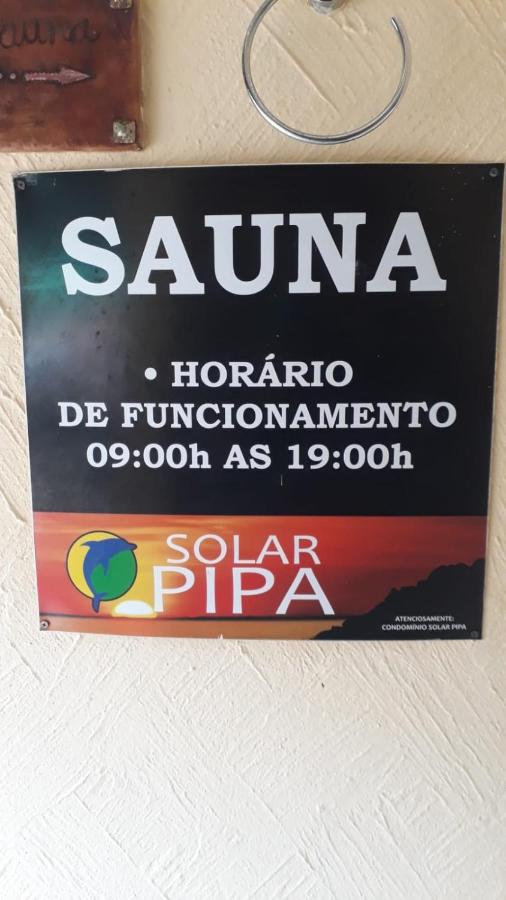 SAUNA
• HORÁRIO
DE FUNCIONAMENTO
09:00h AS 19:00h
SOLAR
PIPA
ATENCIOSAMENTE:
CONDOMÍNIO SOLAR PIPA